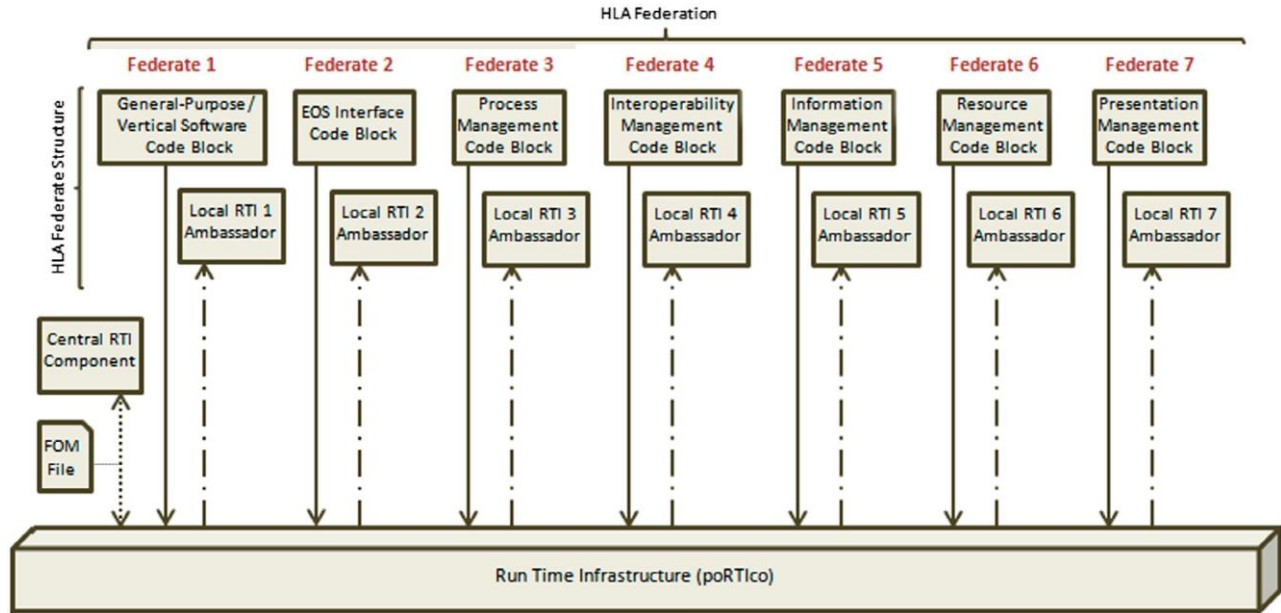 HLA Federation
Federate 1
Federate 2
Federate 3
Federate 4
Federate 5
Federate 6
Federate 7
HLA Federate Structure
General-Purpose/
Vertical Software
Code Block
EOS Interface
Code Block
Process
Management
Code Block
Interoperability
Management
Code Block
Information
Management
Code Block
Resource
Management
Code Block
Presentation
Management
Code Block
Local RTI 1
Ambassador
Local RTI 2
Ambassador
Local RTI 3
Ambassador
Local RTI 4
Ambassador
Local RTI 5
Ambassador
Local RTI 6
Ambassador
Local RTI 7
Ambassador
Central RTI
Component
FOM
File
Run Time Infrastructure (poRTIco)